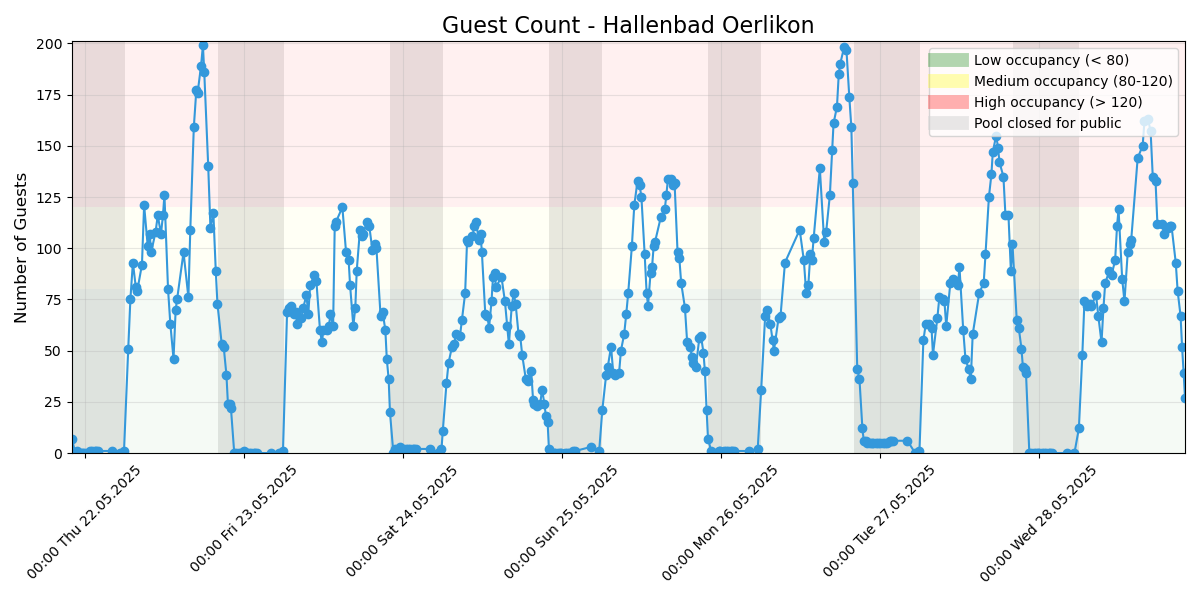 Guest Count - Hallenbad Oerlikon
Number of Guests
200
175
150
125
100
75
50
25
0
Low occupancy (< 80)
Medium occupancy (80-120)
High occupancy (> 120)
Pool closed for public
00:00 Thu 22.05.2025
00:00 Fri 23.05.2025
00:00 Sat 24.05.2025
00:00 Sun 25.05.2025
00:00 Mon 26.05.2025
00:00 Tue 27.05.2025
00:00 Wed 28.05.2025